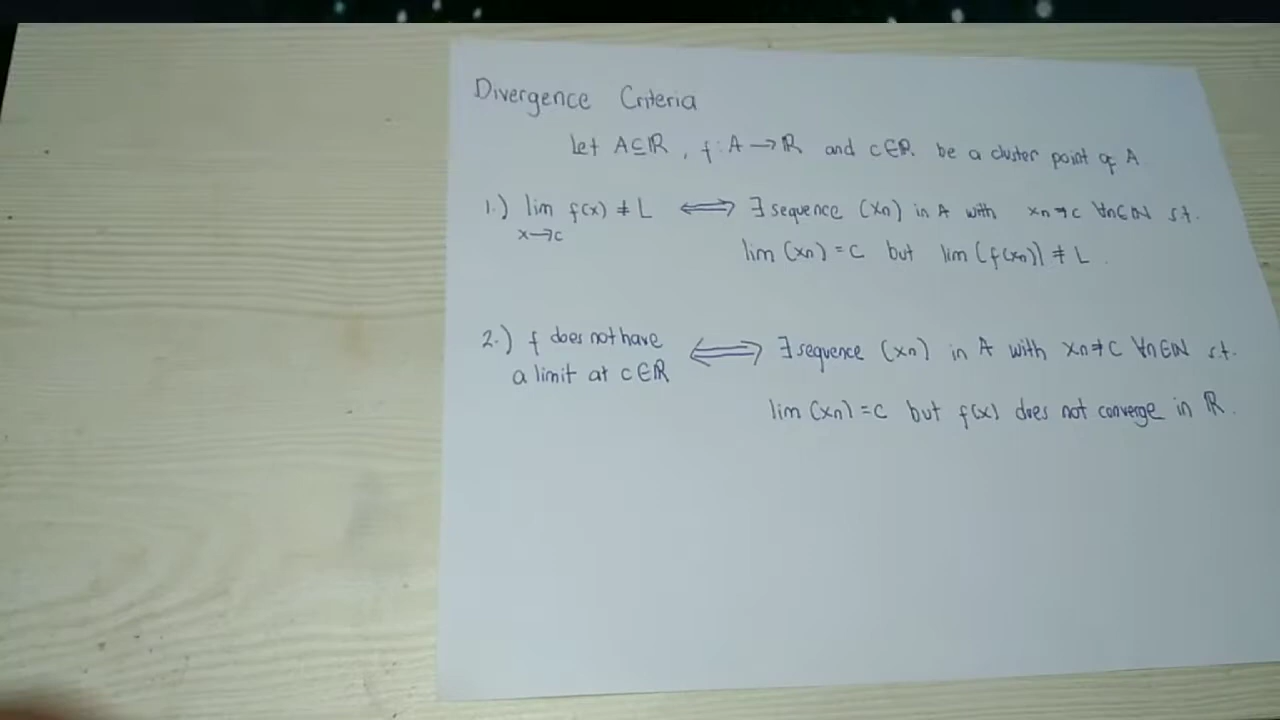 Divergence Criteria
Let A⊆ℝ, f: A→ℝ and c∈ℝ be a cluster point of A
1.) lim f(x) ≠ L ⟺ ∃ sequence (xn) in A with xn≠c ∀n∈ℕ s.t.
x→c
lim (xn) = c but lim (f(xn)) ≠ L.
2.) f does not have ⟺ ∃ sequence (xn) in A with xn≠c ∀n∈ℕ s.t.
a limit at c∈ℝ
lim (xn) = c but f(x) does not converge in ℝ.